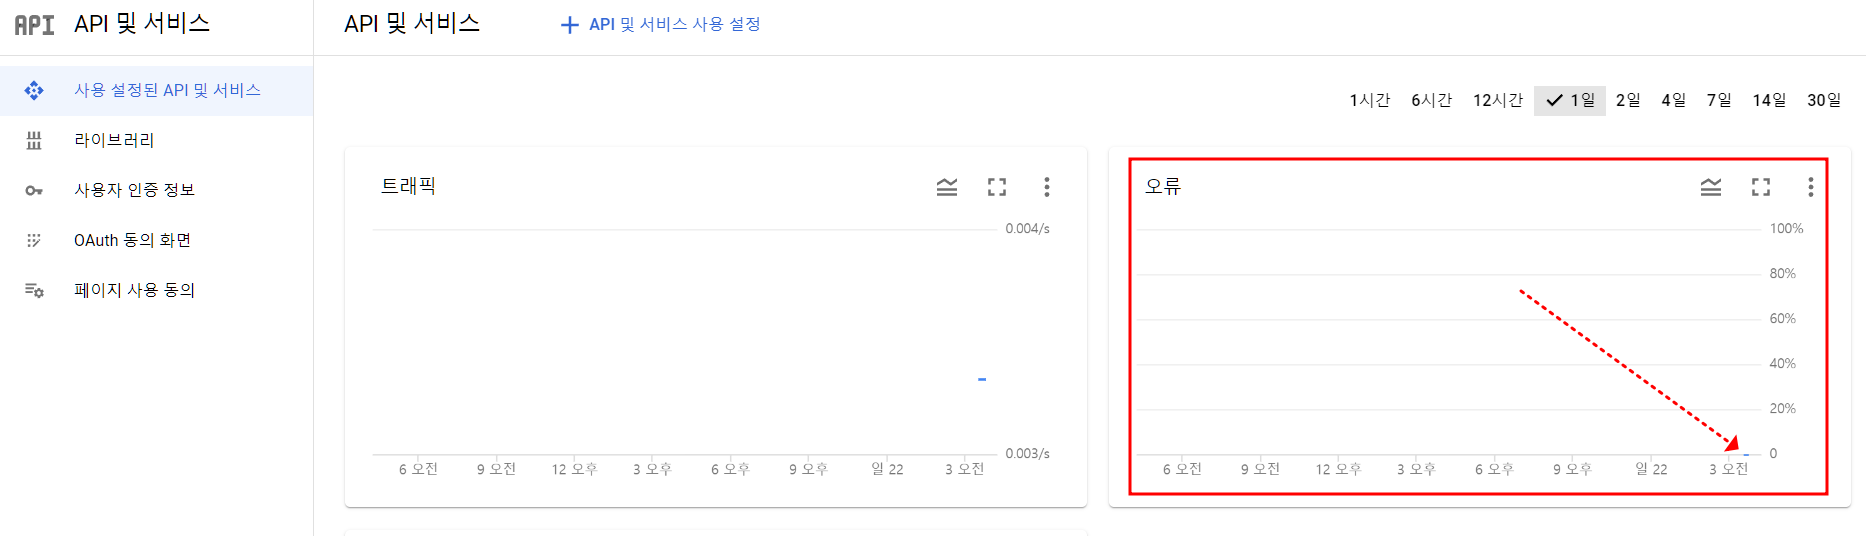 API API 및 서비스
API 및 서비스
API 및 서비스 사용 설정
사용 설정된 API 및 서비스
라이브러리
사용자 인증 정보
OAuth 동의 화면
페이지 사용 동의
1시간 6시간 12시간 1일 2일 4일 7일 14일 30일
트래픽
0.004/s
0.003/s
6 오전 9 오전 12 오후 3 오후 6 오후 9 오후 일 22 3 오전
오류
100%
80%
60%
40%
20%
0
6 오전 9 오전 12 오후 3 오후 6 오후 9 오후 일 22 3 오전